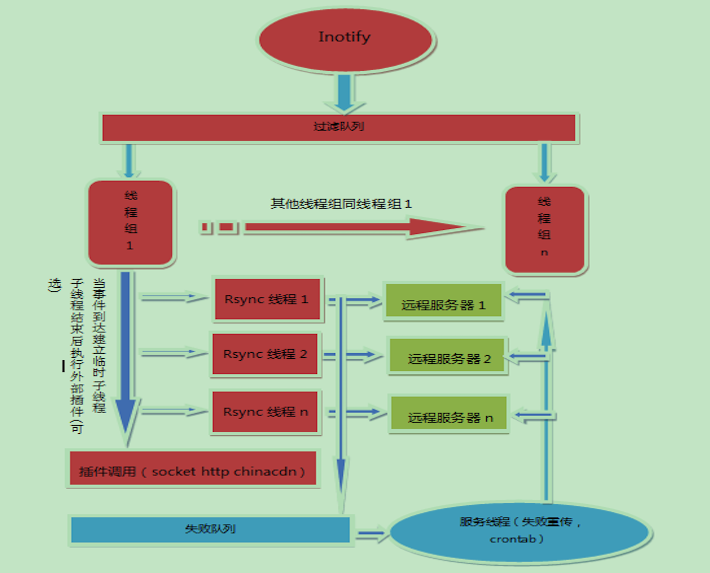 Inotify
过滤队列
线程组1
其他线程组同线程组1
线程组n
当事件到达建立临时子线程
子线程结束后执行外部插件(可选)
Rsync 线程 1
远程服务器 1
Rsync 线程 2
远程服务器 2
Rsync 线程 n
远程服务器 n
插件调用（socket http chinacdn）
失败队列
服务线程（失败重传，
crontab）